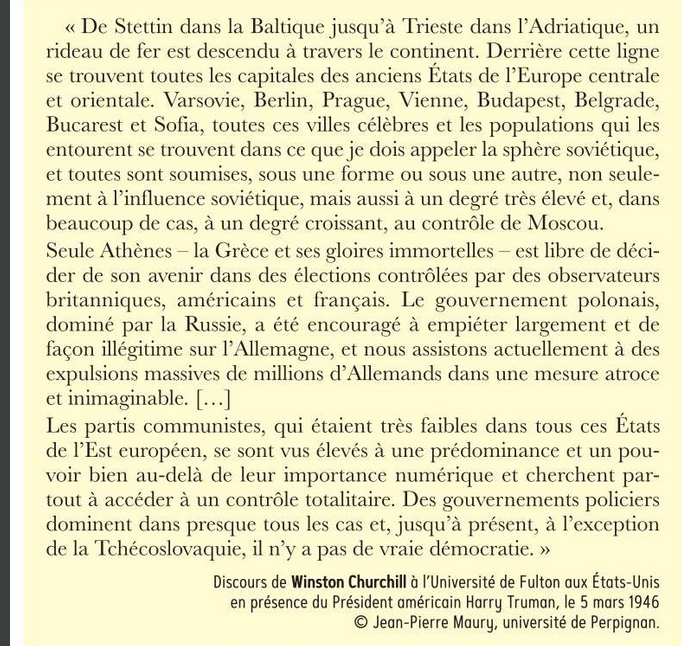 « De Stettin dans la Baltique jusqu’à Trieste dans l’Adriatique, un
rideau de fer est descendu à travers le continent. Derrière cette ligne
se trouvent toutes les capitales des anciens États de l’Europe centrale
et orientale. Varsovie, Berlin, Prague, Vienne, Budapest, Belgrade,
Bucarest et Sofia, toutes ces villes célèbres et les populations qui les
entourent se trouvent dans ce que je dois appeler la sphère soviétique,
et toutes sont soumises, sous une forme ou sous une autre, non seule-
ment à l’influence soviétique, mais aussi à un degré très élevé et, dans
beaucoup de cas, à un degré croissant, au contrôle de Moscou.
Seule Athènes – la Grèce et ses gloires immortelles – est libre de déci-
der de son avenir dans des élections contrôlées par des observateurs
britanniques, américains et français. Le gouvernement polonais,
dominé par la Russie, a été encouragé à empiéter largement et de
façon illégitime sur l’Allemagne, et nous assistons actuellement à des
expulsions massives de millions d’Allemands dans une mesure atroce
et inimaginable. […]
Les partis communistes, qui étaient très faibles dans tous ces États
de l’Est européen, se sont vus élevés à une prédominance et un pou-
voir bien au-delà de leur importance numérique et cherchent par-
tout à accéder à un contrôle totalitaire. Des gouvernements policiers
dominent dans presque tous les cas et, jusqu’à présent, à l’exception
de la Tchécoslovaquie, il n’y a pas de vraie démocratie. »
Discours de Winston Churchill à l’Université de Fulton aux États-Unis
en présence du Président américain Harry Truman, le 5 mars 1946
© Jean-Pierre Maury, université de Perpignan.